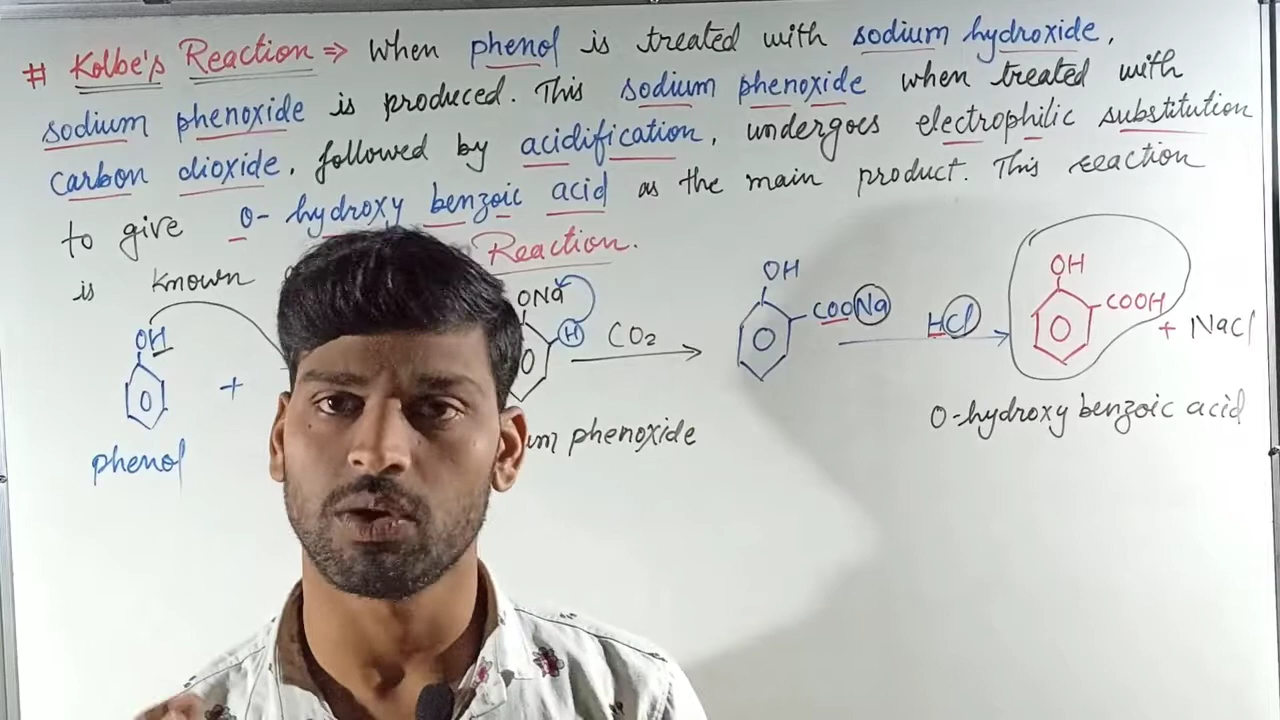 # Kolbe's Reaction ⇒ When phenol is treated with sodium hydroxide,
sodium phenoxide is produced. This sodium phenoxide when treated with
carbon dioxide, followed by acidification, undergoes electrophilic substitution
to give o-hydroxy benzoic acid as the main product. This reaction
is known Reaction.
OH + ONa H CO2 OH COONa HCl OH COOH + NaCl
phenol um phenoxide O-hydroxy benzoic acid